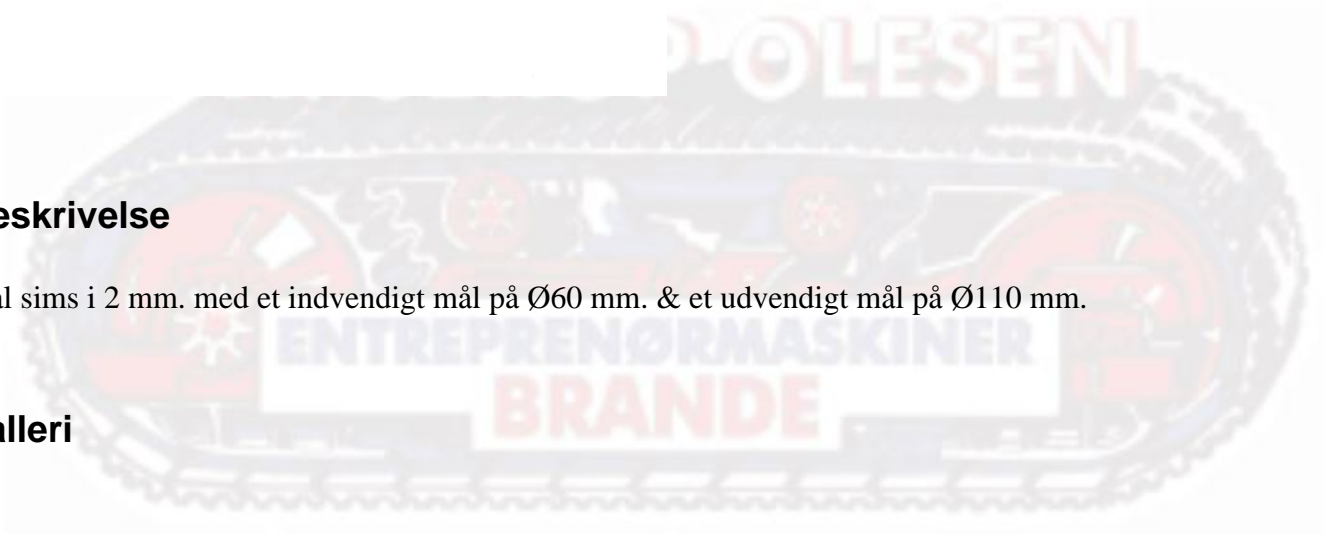 P OLESEN
eskrivelse
al sims i 2 mm. med et indvendigt mål på Ø60 mm. & et udvendigt mål på Ø110 mm.
ENTREPRENØRMASKINER
BRANDE
alleri